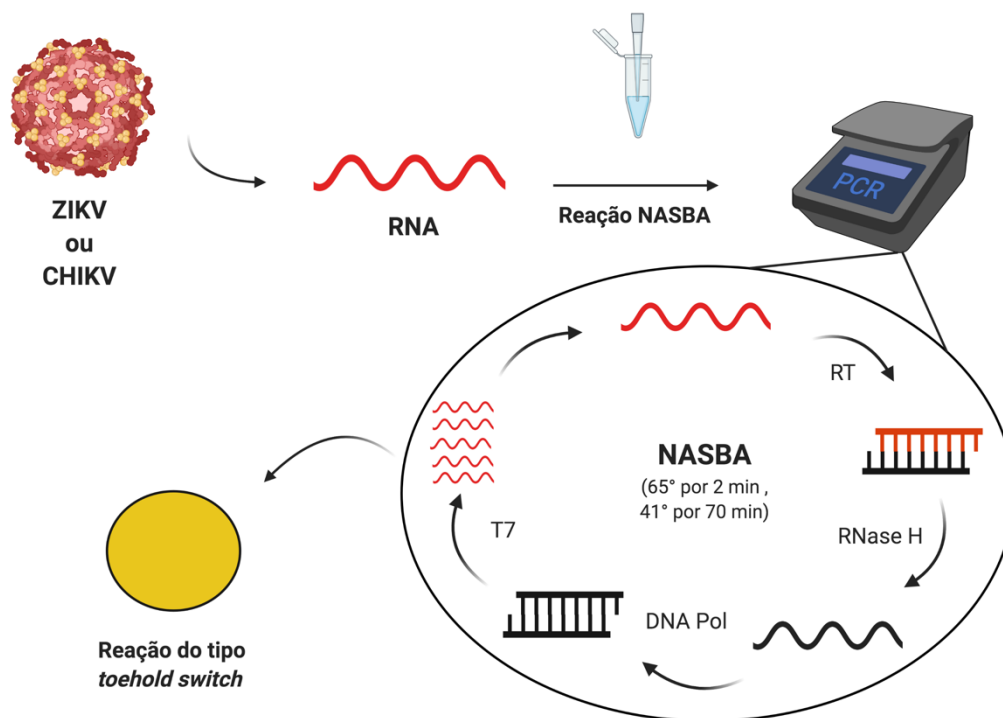 ZIKV
ou
CHIKV
RNA
Reação NASBA
PCR
RT
NASBA
(65° por 2 min ,
41° por 70 min)
T7
RNase H
DNA Pol
Reação do tipo
toehold switch